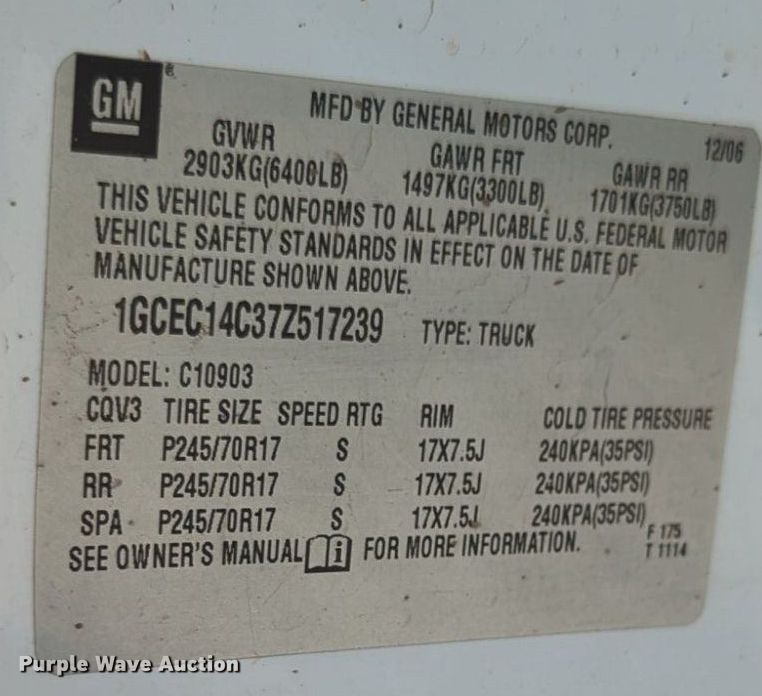 GM ®
MFD BY GENERAL MOTORS CORP.
12/06
GVWR GAWR FRT GAWR RR
2903KG(6400LB) 1497KG(3300LB) 1701KG(3750LB)
THIS VEHICLE CONFORMS TO ALL APPLICABLE U.S. FEDERAL MOTOR
VEHICLE SAFETY STANDARDS IN EFFECT ON THE DATE OF
MANUFACTURE SHOWN ABOVE.
1GCEC14C37Z517239 TYPE: TRUCK
MODEL: C10903
CQV3 TIRE SIZE SPEED RTG RIM COLD TIRE PRESSURE
FRT P245/70R17 S 17X7.5J 240KPA(35PSI)
RR P245/70R17 S 17X7.5J 240KPA(35PSI)
SPA P245/70R17 S 17X7.5J 240KPA(35PSI)
SEE OWNER'S MANUAL i FOR MORE INFORMATION.
F 175
T 1114
Purple Wave Auction